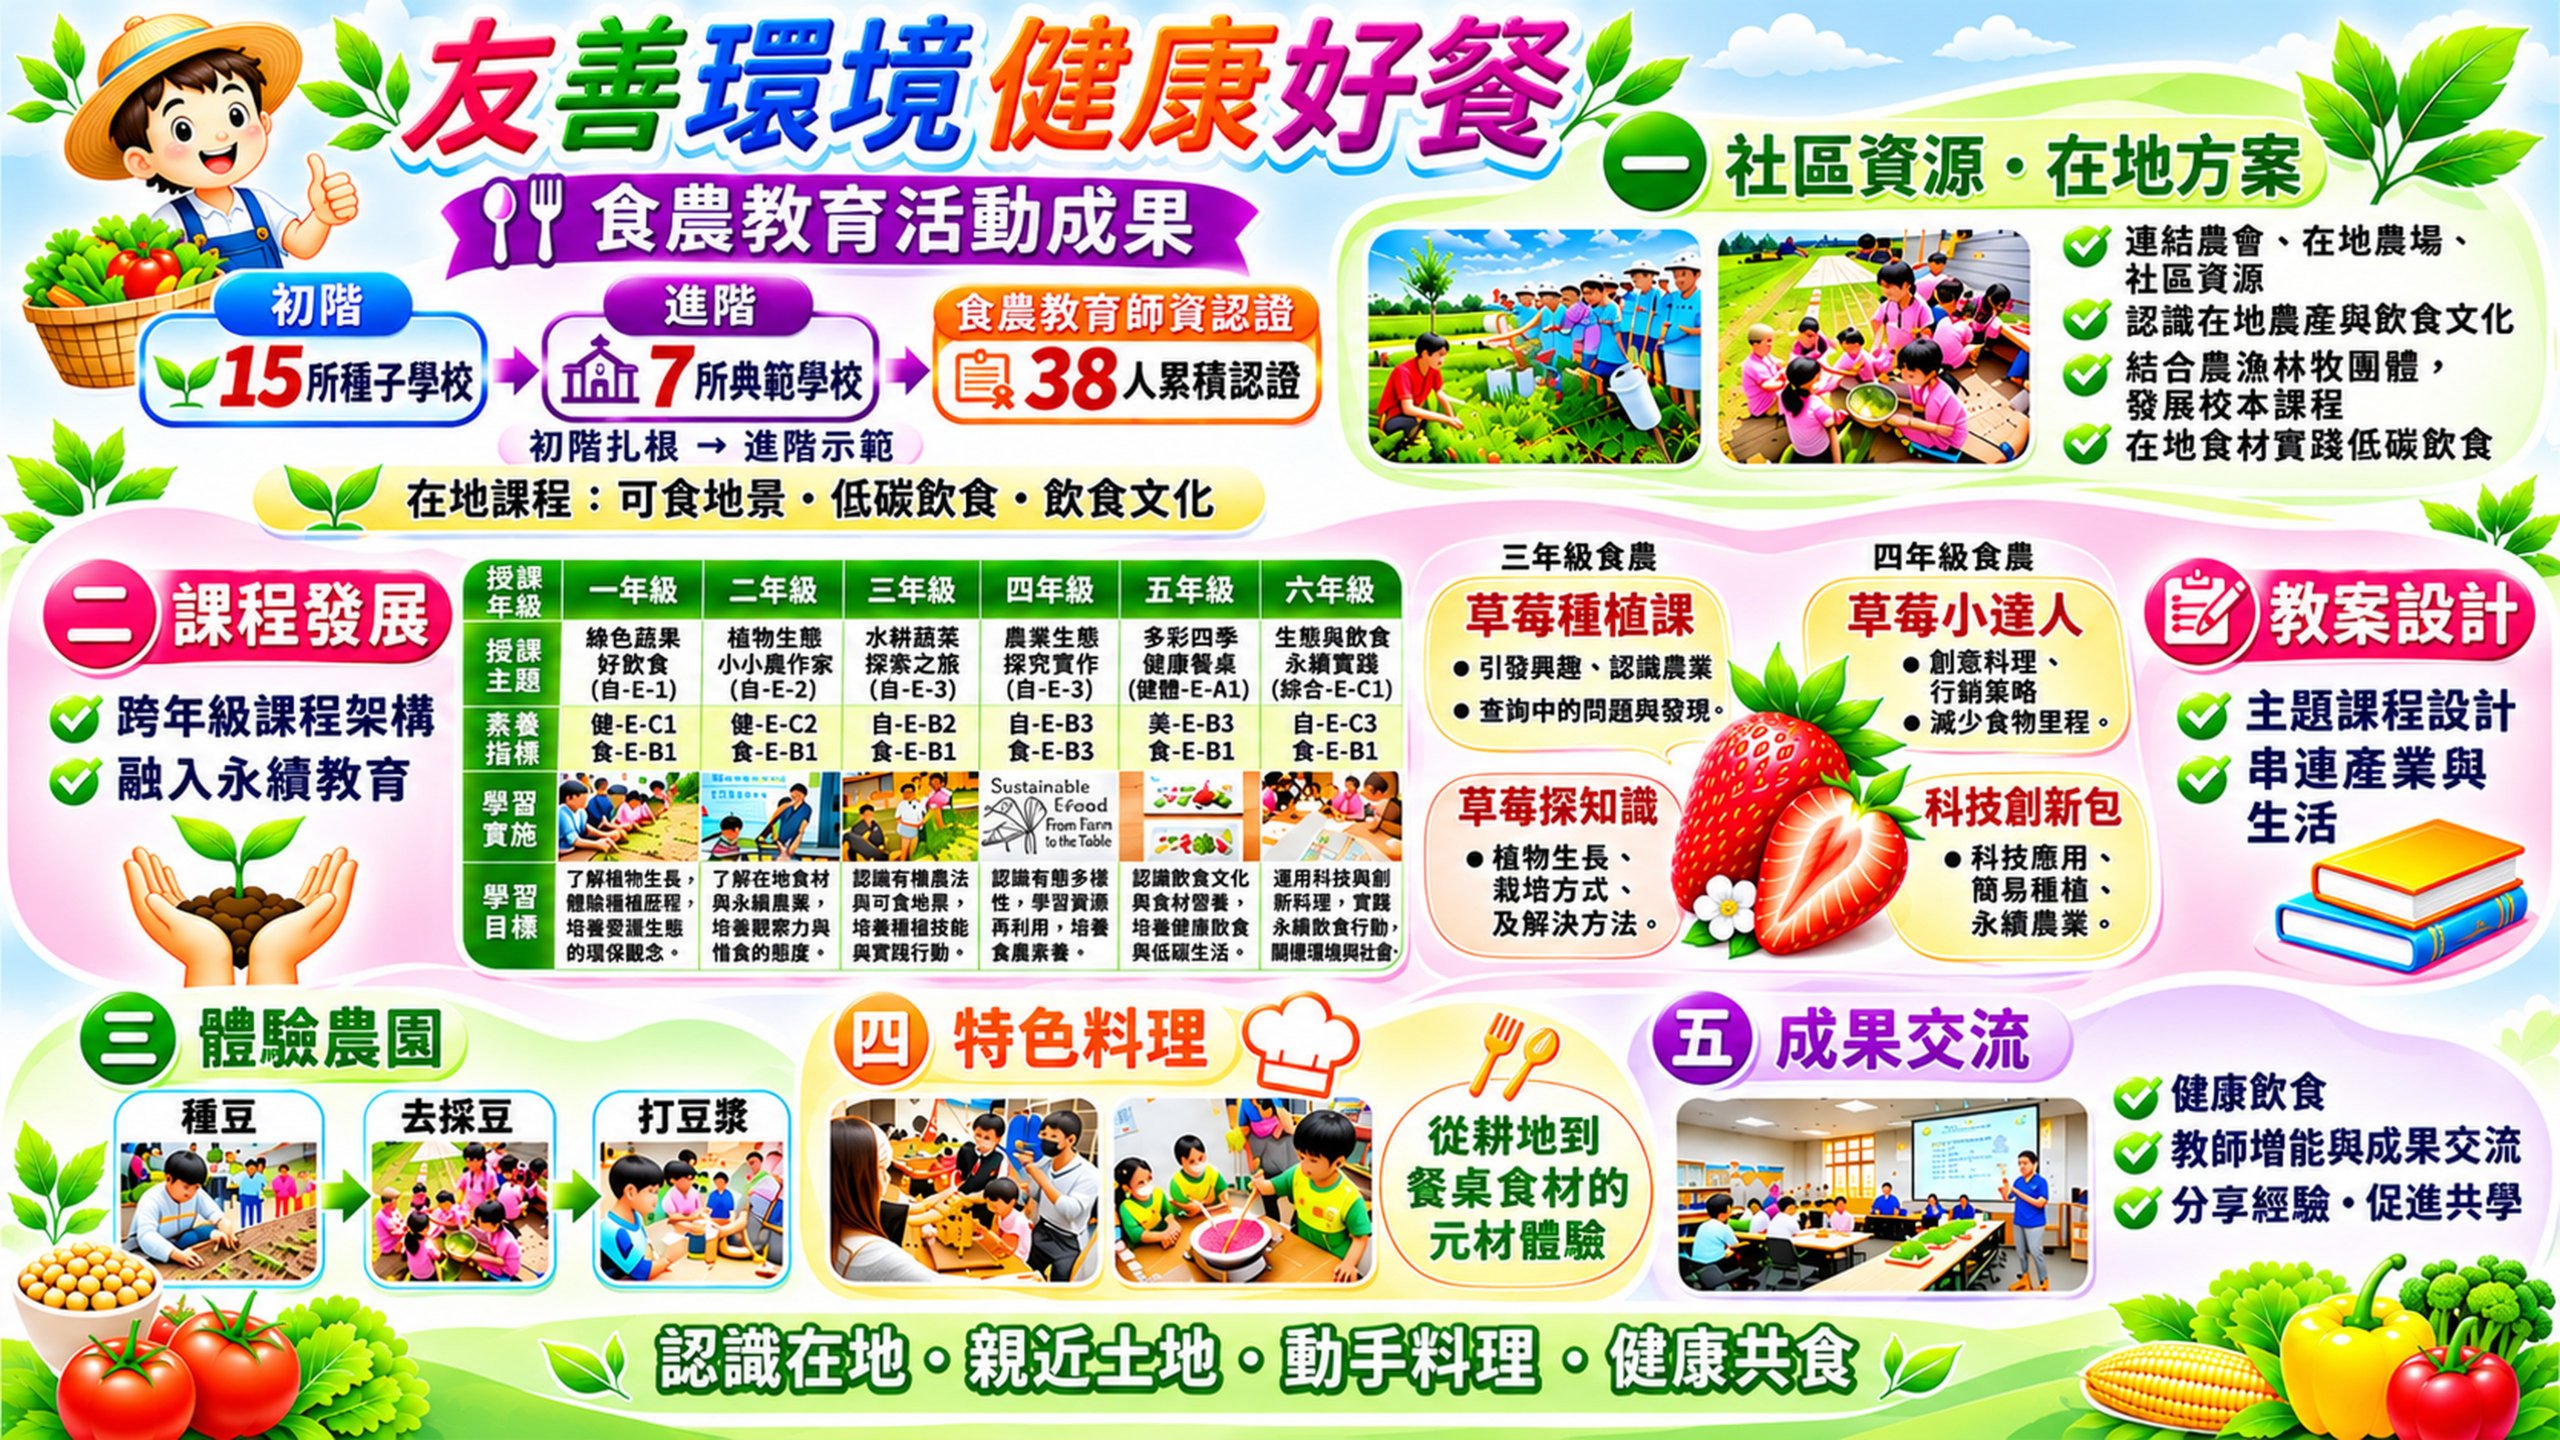 友善環境 健康好餐
食農教育活動成果
初階
15所種子學校
進階
7所典範學校
食農教育師資認證
38人累積認證
初階扎根 → 進階示範
在地課程：可食地景・低碳飲食・飲食文化
一 社區資源・在地方案
連結農會、在地農場、
社區資源
認識在地農產與飲食文化
結合農漁林牧團體，
發展校本課程
在地食材實踐低碳飲食
二 課程發展
跨年級課程架構
融入永續教育
授課年級 一年級 二年級 三年級 四年級 五年級 六年級
授課主題
綠色蔬果
好飲食
(自-E-1)
植物生態
小小農作家
(自-E-2)
水耕蔬菜
探索之旅
(自-E-3)
農業生態
探究實作
(自-E-3)
多彩四季
健康餐桌
(健體-E-A1)
生態與飲食
永續實踐
(綜合-E-C1)
素養指標
健-E-C1
食-E-B1
健-E-C2
食-E-B1
自-E-B2
食-E-B1
自-E-B3
食-E-B3
美-E-B3
食-E-B1
自-E-C3
食-E-B1
學習實施
Sustainable
From Farm
to the Table
學習目標
了解植物生長，
體驗種植歷程，
培養愛護生態
的環保觀念。
了解在地食材
與永續農業，
培養觀察力與
惜食的態度。
認識有機農法
與可食地景，
培養種植技能
與實踐行動。
認識有態多樣
性，學習資源
再利用，培養
食農素養。
認識飲食文化
與食材營養，
培養健康飲食
與低碳生活。
運用科技與創
新料理，實踐
永續飲食行動，
三年級食農
草莓種植課
● 引發興趣、認識農業
● 查詢中的問題與發現。
四年級食農
草莓小達人
● 創意料理、
行銷策略
● 減少食物里程。
草莓探知識
● 植物生長、
栽培方式、
及解決方法。
科技創新包
● 科技應用、
簡易種植、
永續農業。
教案設計
主題課程設計
串連產業與
生活
三 體驗農園
種豆
去採豆
打豆漿
四 特色料理
從耕地到
餐桌食材的
元材體驗
五 成果交流
健康飲食
教師增能與成果交流
分享經驗・促進共學
認識在地・親近土地・動手料理・健康共食